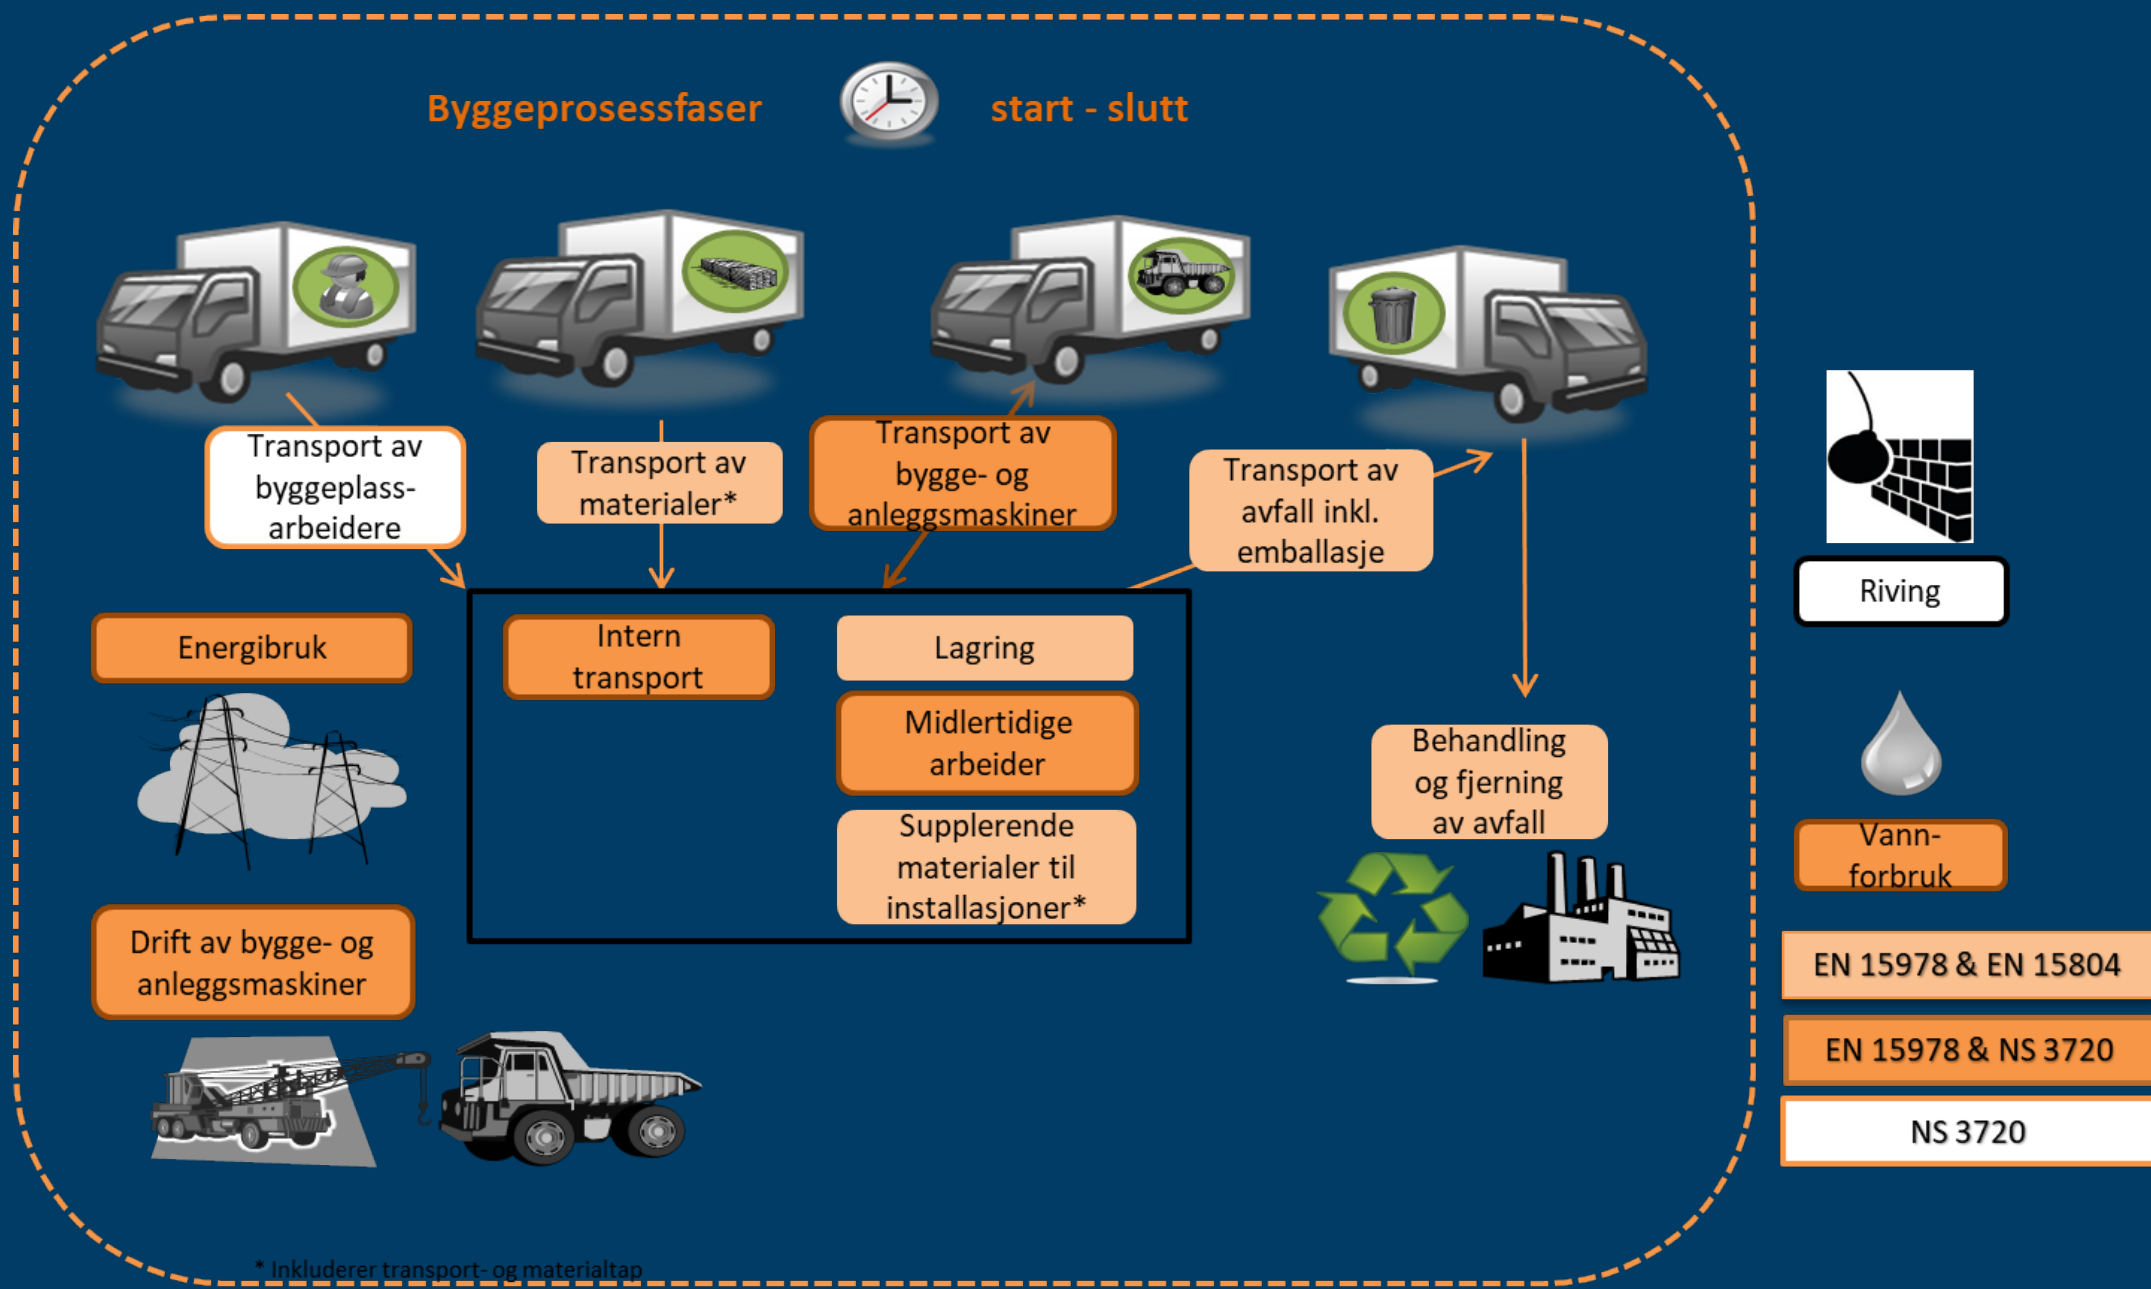 Byggeprosessfaser
start - slutt
Transport av
byggeplass-
arbeidere
Transport av
materialer*
Transport av
bygge- og
anleggsmaskiner
Transport av
avfall inkl.
emballasje
Riving
Energibruk
Intern
transport
Lagring
Midlertidige
arbeider
Supplerende
materialer til
installasjoner*
Behandling
og fjerning
av avfall
Vann-
forbruk
Drift av bygge- og
anleggsmaskiner
EN 15978 & EN 15804
EN 15978 & NS 3720
NS 3720
* Inkluderer transport- og materialtap